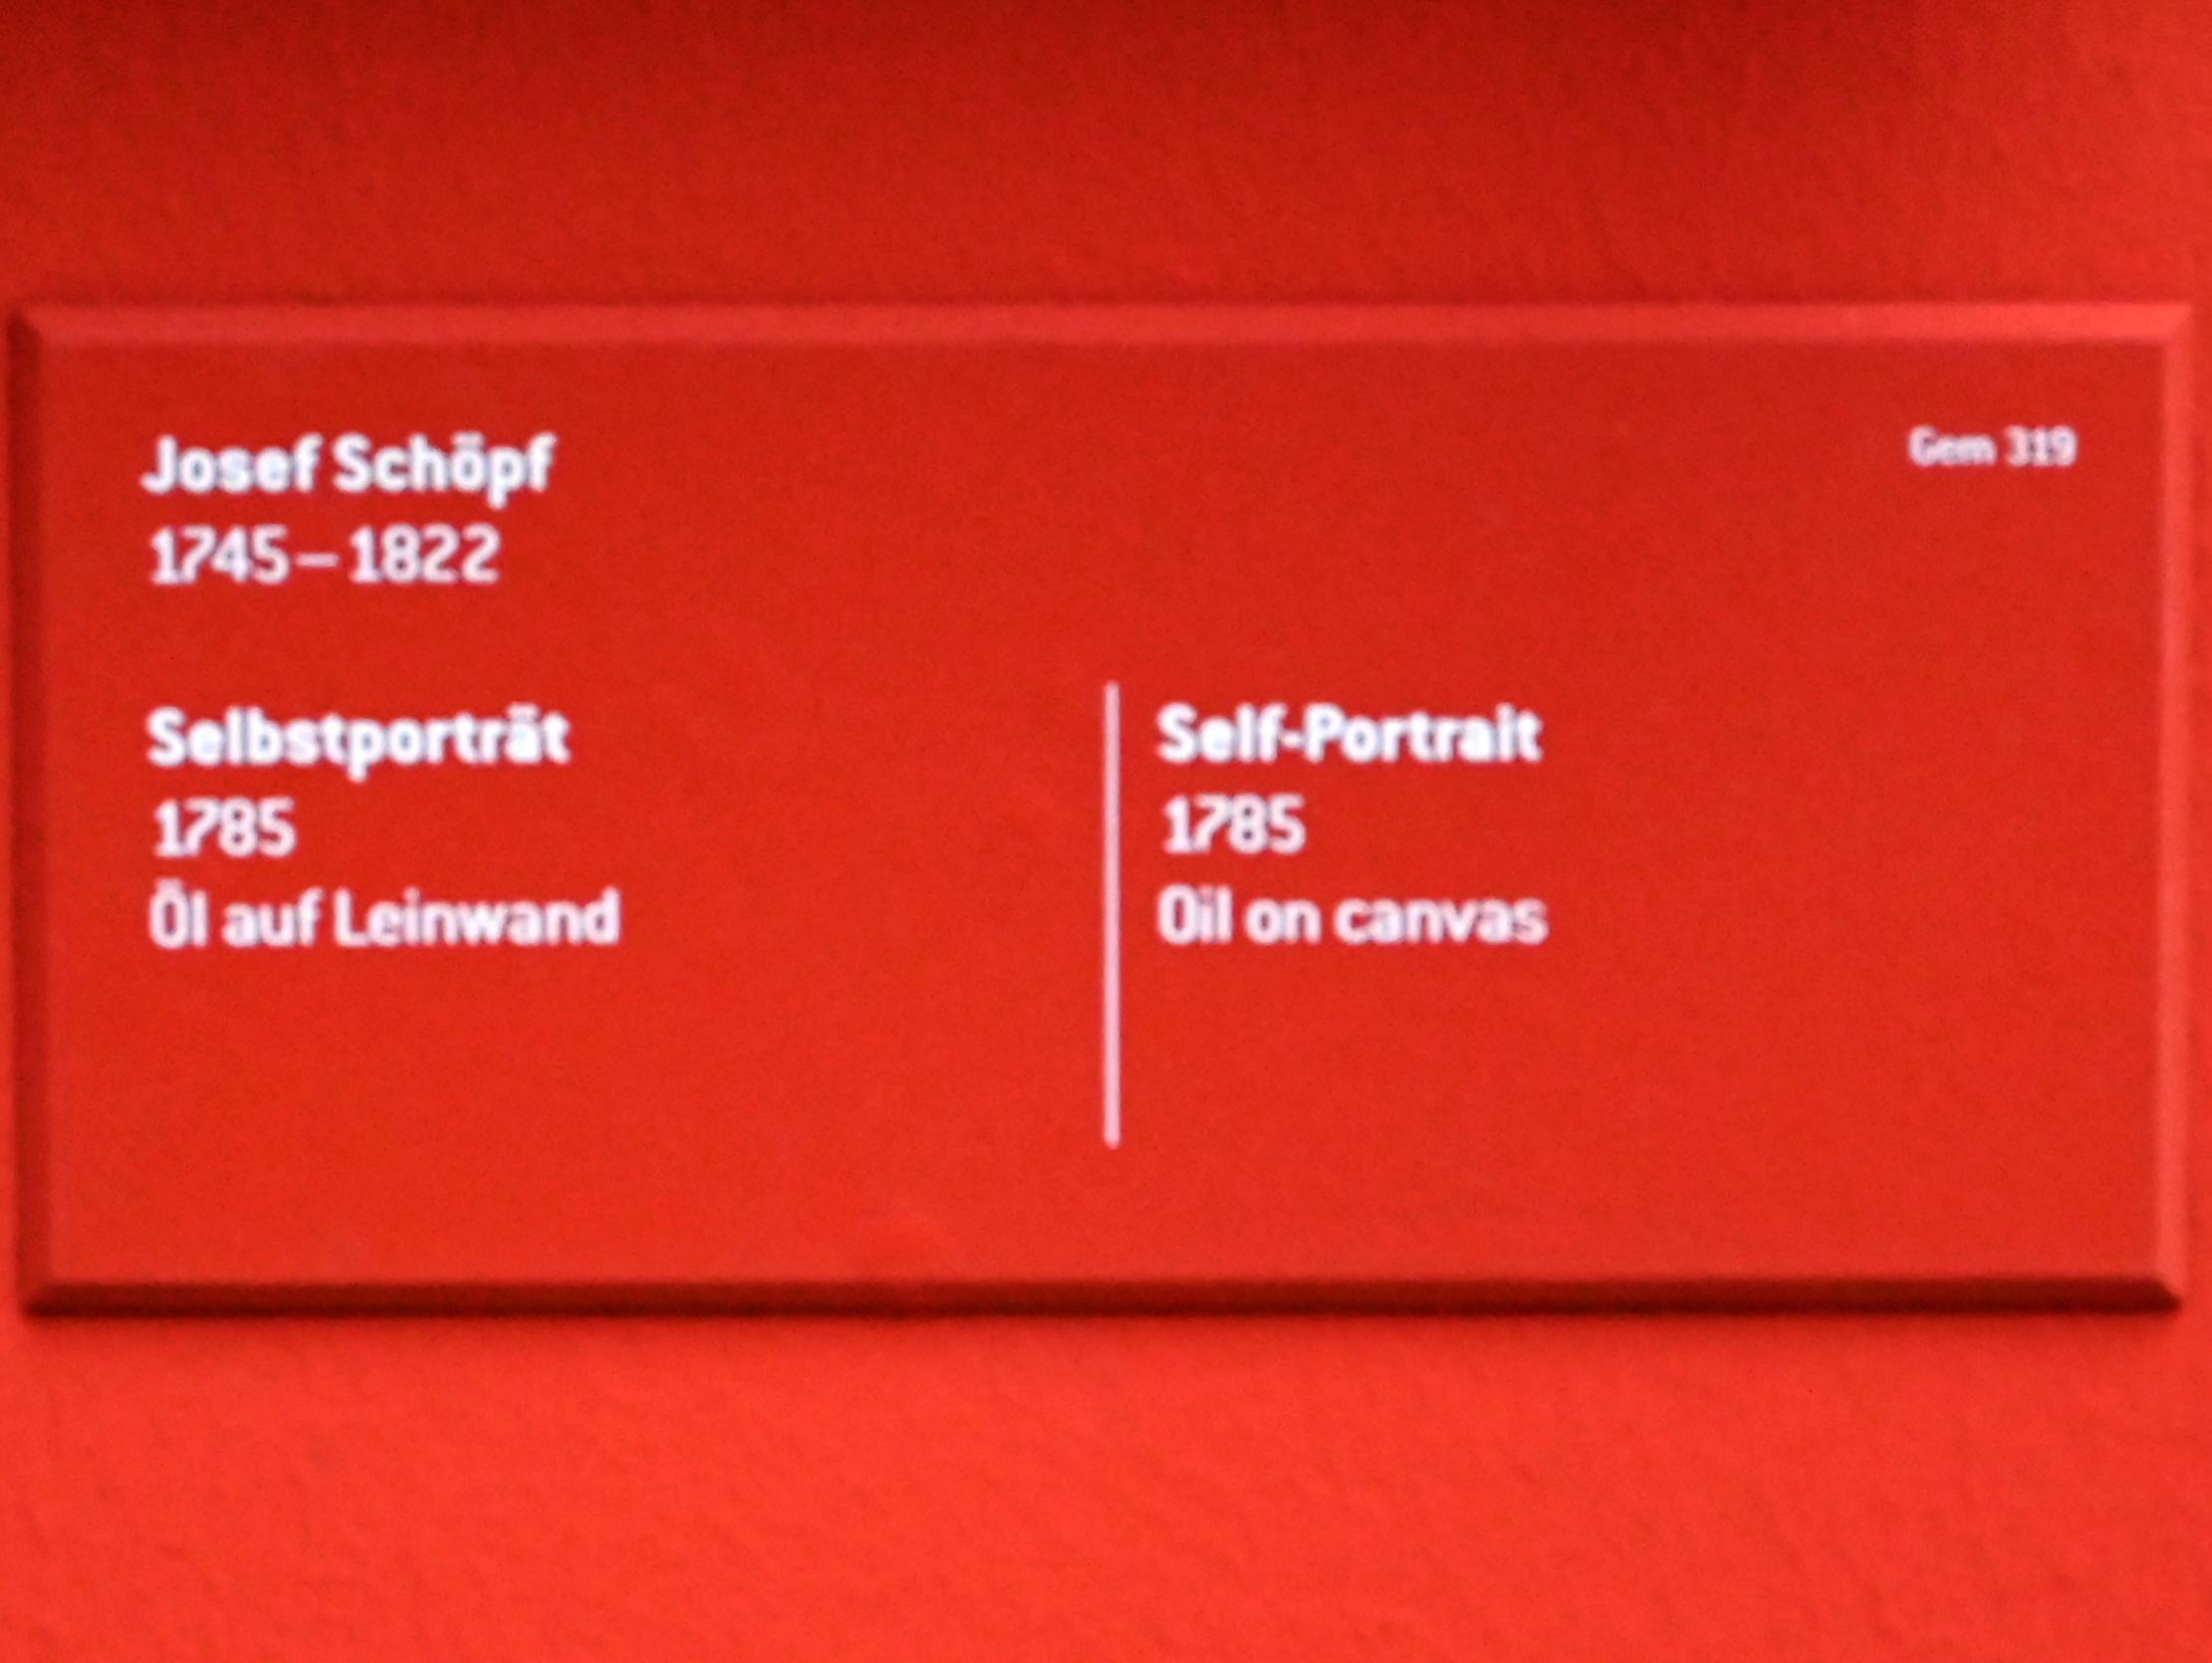 Josef Schöpf
1745–1822
Gem 319
Selbstporträt
1785
Öl auf Leinwand
Self-Portrait
1785
Oil on canvas